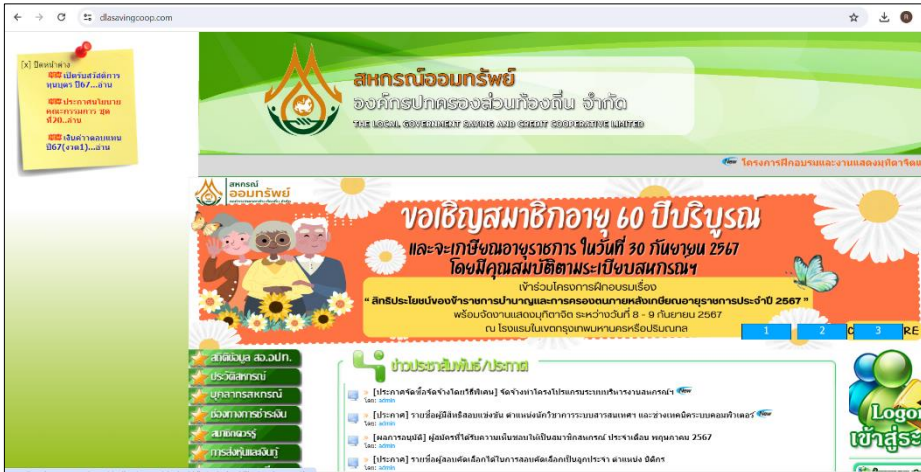 dlasavingcoop.com
[x] ปิดหน้าต่าง
เปิดรับสวัสดิการ
ทุนบุตร ปี67...อ่าน
ประกาศนโยบาย
คณะกรรมการ ชุด
ที่20..อ่าน
เงินค่าตอบแทน
ปี67(งวด1)...อ่าน
สหกรณ์ออมทรัพย์
องค์กรปกครองส่วนท้องถิ่น จำกัด
THE LOCAL GOVERNMENT SAVING AND CREDIT COOPERATIVE LIMITED
New โครงการฝึกอบรมและงานแสดงมุทิตาจิตแ
สหกรณ์
ออมทรัพย์
ขอเชิญสมาชิกอายุ 60 ปีบริบูรณ์
และจะเกษียณอายุราชการ ในวันที่ 30 กันยายน 2567
โดยมีคุณสมบัติตามระเบียบสหกรณ์ฯ
เข้าร่วมโครงการฝึกอบรมเรื่อง
“ สิทธิประโยชน์ของข้าราชการบำนาญและการครองตนภายหลังเกษียณอายุราชการประจำปี 2567 ”
พร้อมจัดงานแสดงมุทิตาจิต ระหว่างวันที่ 8 - 9 กันยายน 2567
ณ โรงแรมในเขตกรุงเทพมหานครหรือปริมณฑล
1 2 3
สถิติข้อมูล สอ.อปท.
ประวัติสหกรณ์
บุคลากรสหกรณ์
ช่องทางการชำระเงิน
สมาชิกควรรู้
การส่งหุ้นและเงินกู้
ข่าวประชาสัมพันธ์/ประกาศ
[ประกาศจัดซื้อจัดจ้างโดยวิธีพิเศษ] จัดจ้างทำโครงโปรแกรมระบบบริหารงานสหกรณ์ฯ New
โดย: admin
[ประกาศ] รายชื่อผู้มีสิทธิสอบแข่งขัน ตำแหน่งนักวิชาการระบบสารสนเทศฯ และช่างเทคนิคระบบคอมพิวเตอร์ New
โดย: admin
[ผลการอนุมัติ] ผู้สมัครที่ได้รับความเห็นชอบให้เป็นสมาชิกสหกรณ์ ประจำเดือน พฤษภาคม 2567
โดย: admin
[ประกาศ] รายชื่อผู้สอบคัดเลือกได้ในการสอบคัดเลือกเป็นลูกประจำ ตำแหน่ง นิติกร
โดย: admin
Logon
เข้าสู่ระ